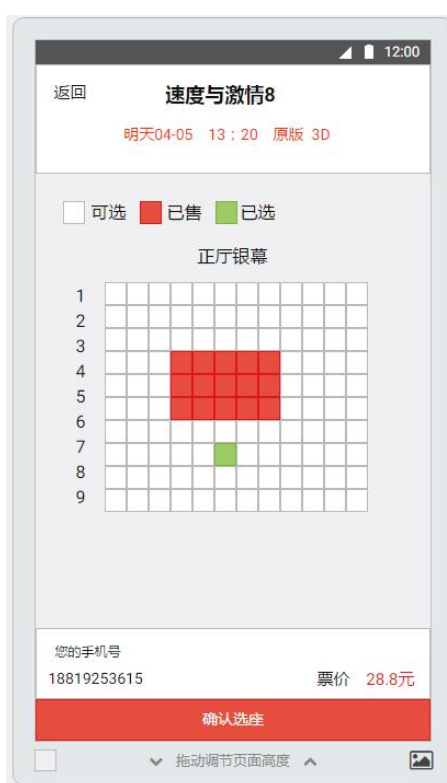 12:00
返回
速度与激情8
明天04-05 13：20 原版 3D
可选 已售 已选
正厅银幕
1
2
3
4
5
6
7
8
9
您的手机号
18819253615
票价 28.8元
确认选座
拖动调节页面高度